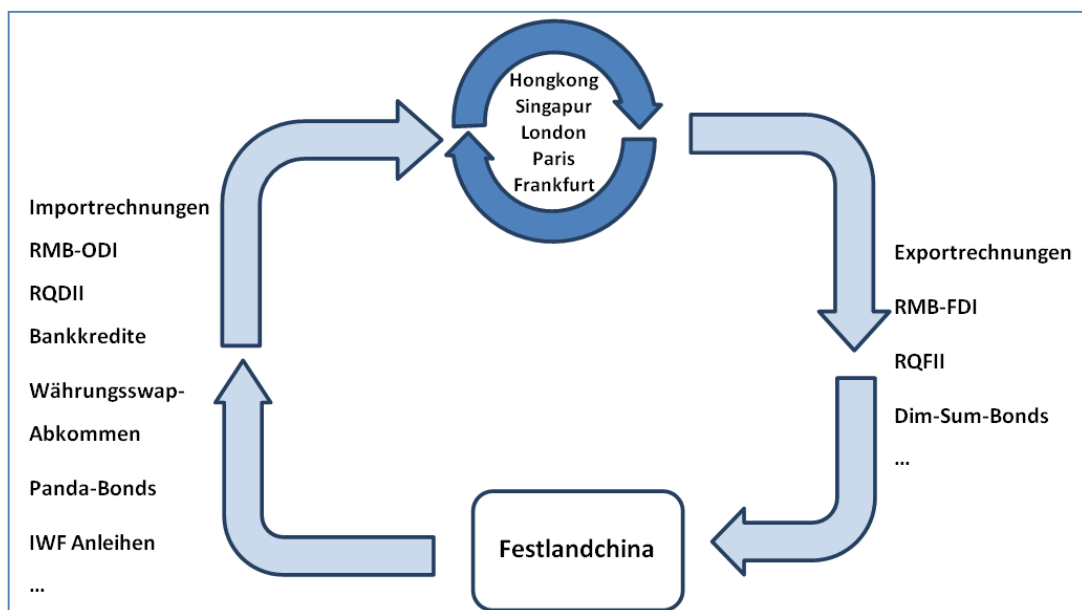 Hongkong
Singapur
London
Paris
Frankfurt
Importrechnungen
RMB-ODI
RQDII
Bankkredite
Währungsswap-
Abkommen
Panda-Bonds
IWF Anleihen
...
Exportrechnungen
RMB-FDI
RQFII
Dim-Sum-Bonds
...
Festlandchina